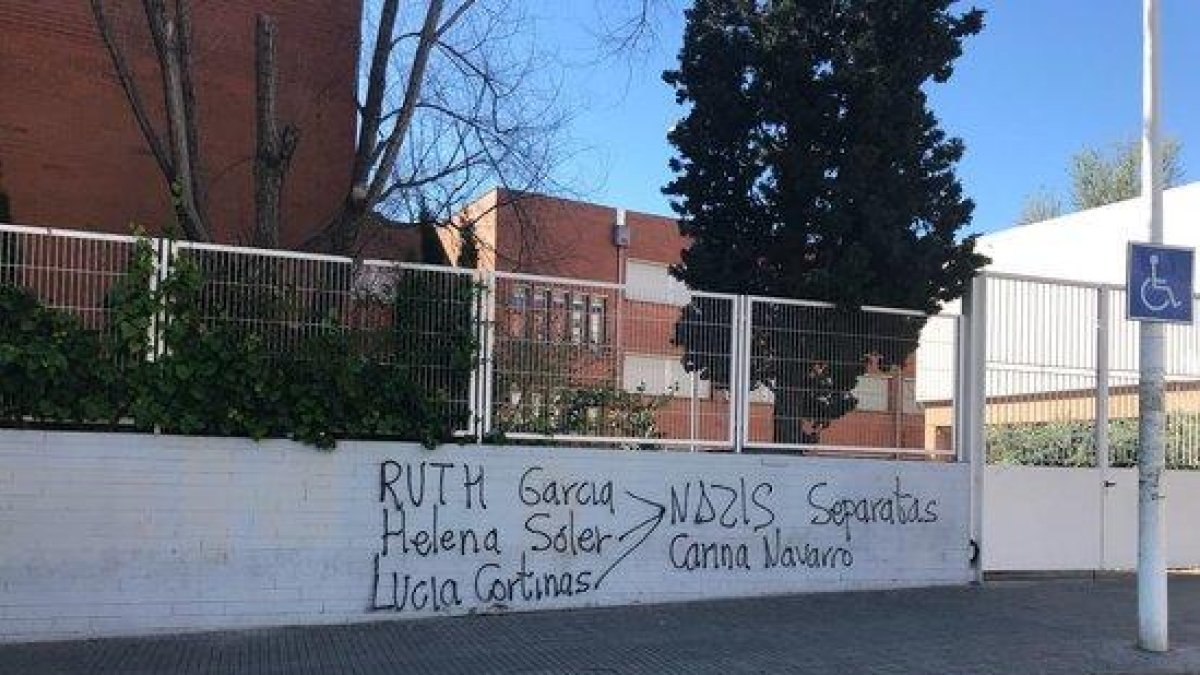 RUTH Garcia NAZIS Separatas
Helena Soler Carina Navarro
Lucia Cortinas